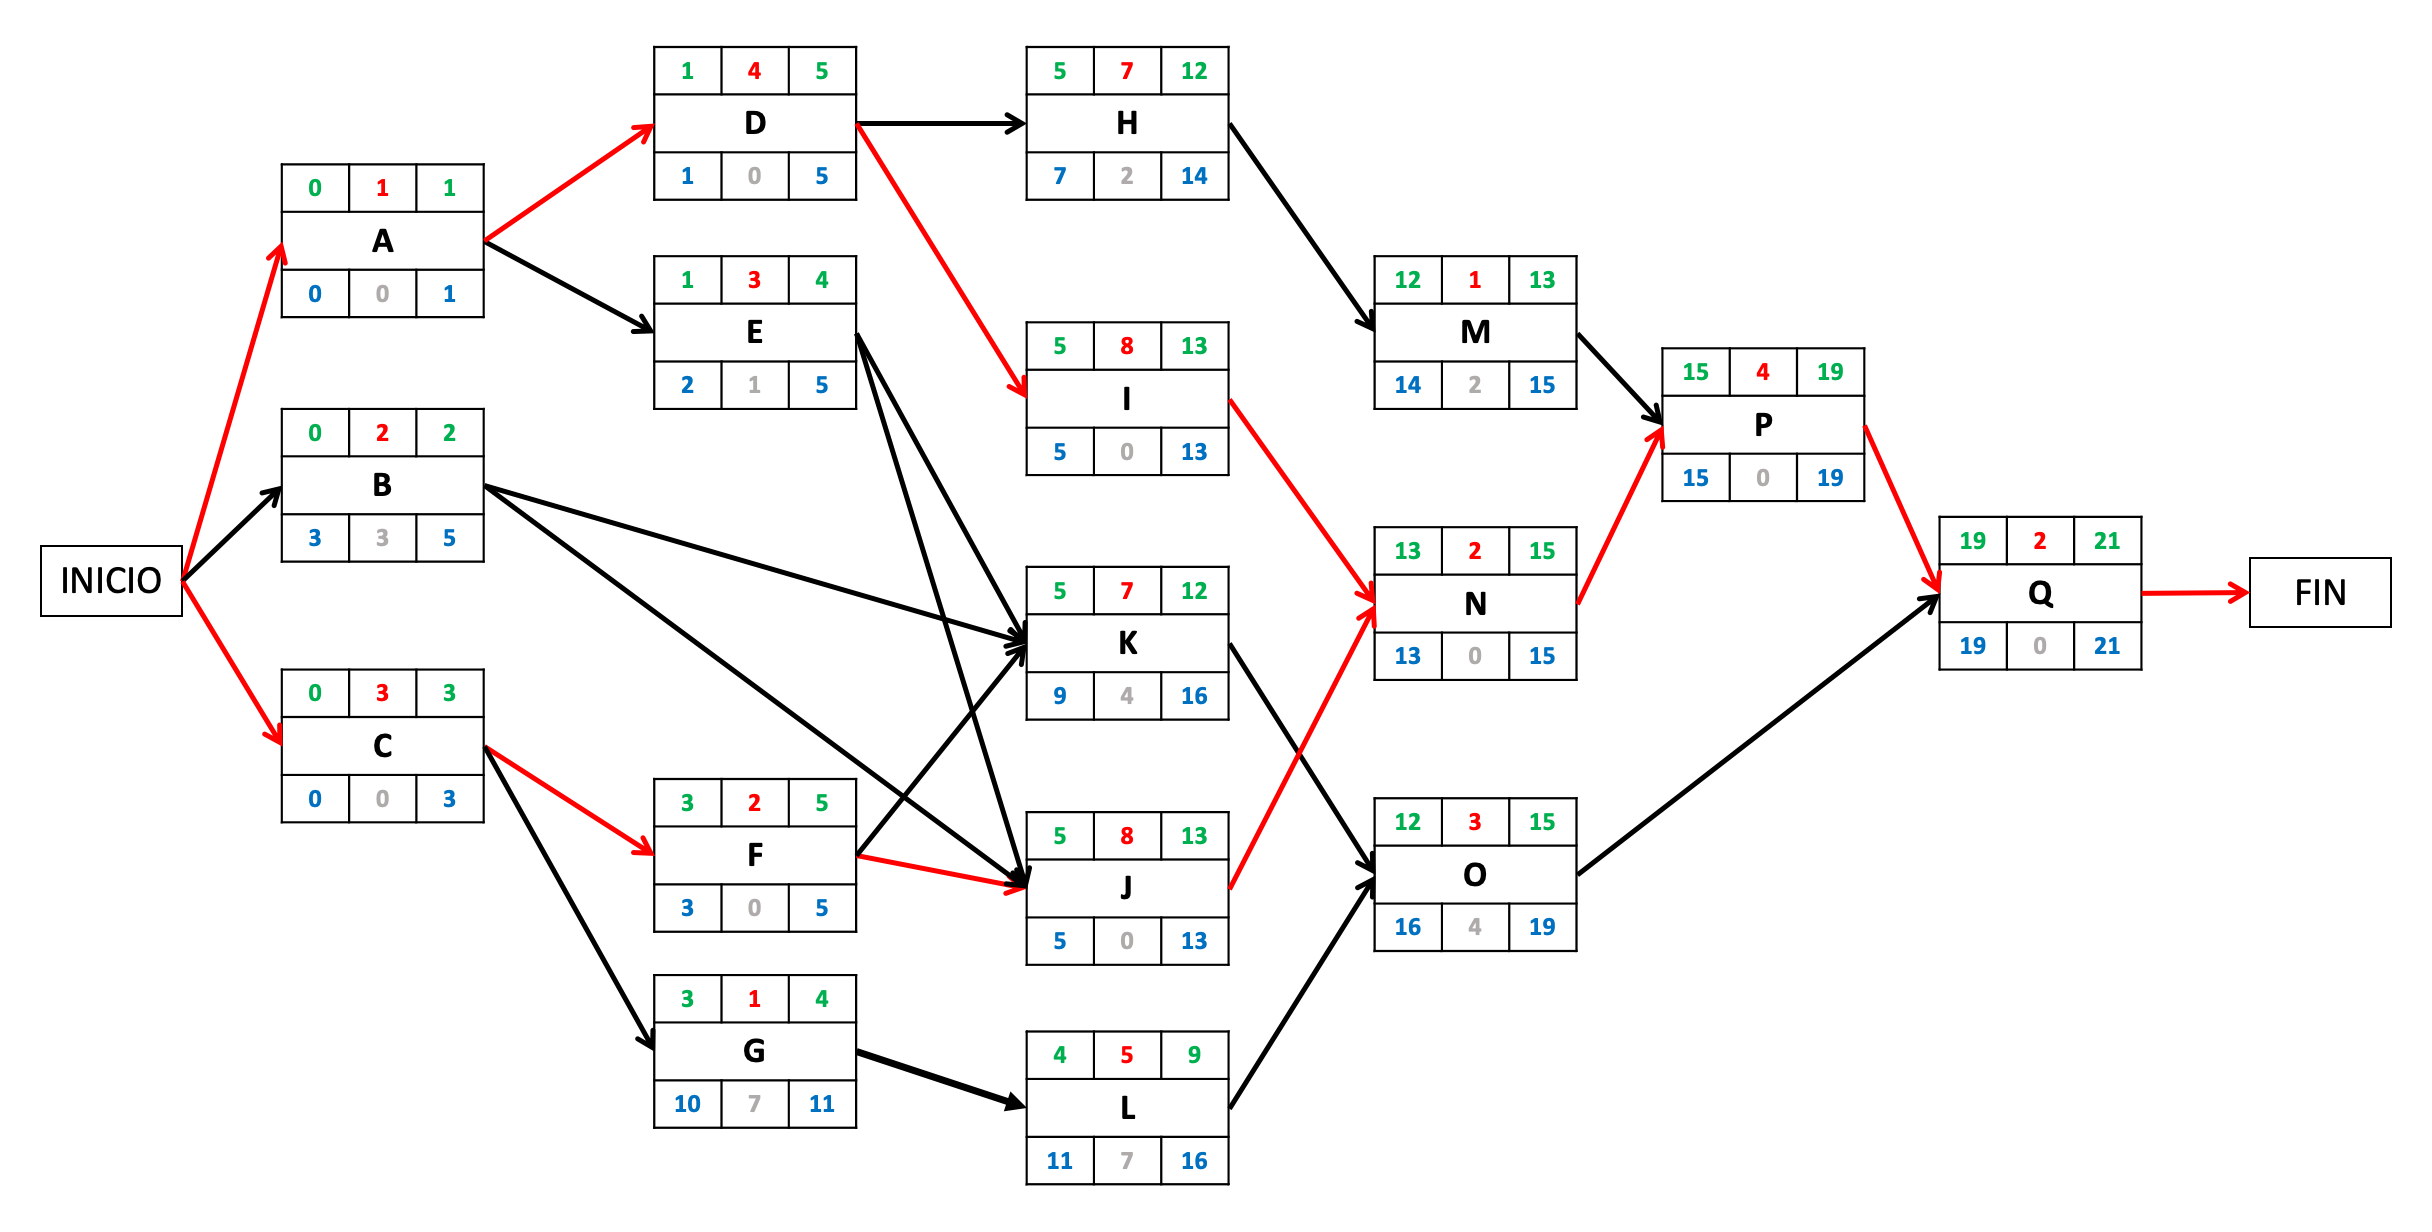 INICIO
0 1 1
A
0 0 1
0 2 2
B
3 3 5
0 3 3
C
0 0 3
1 4 5
D
1 0 5
1 3 4
E
2 1 5
3 2 5
F
3 0 5
3 1 4
G
10 7 11
5 7 12
H
7 2 14
5 8 13
I
5 0 13
5 7 12
K
9 4 16
5 8 13
J
5 0 13
4 5 9
L
11 7 16
12 1 13
M
14 2 15
13 2 15
N
13 0 15
12 3 15
O
16 4 19
15 4 19
P
15 0 19
19 2 21
Q
19 0 21
FIN